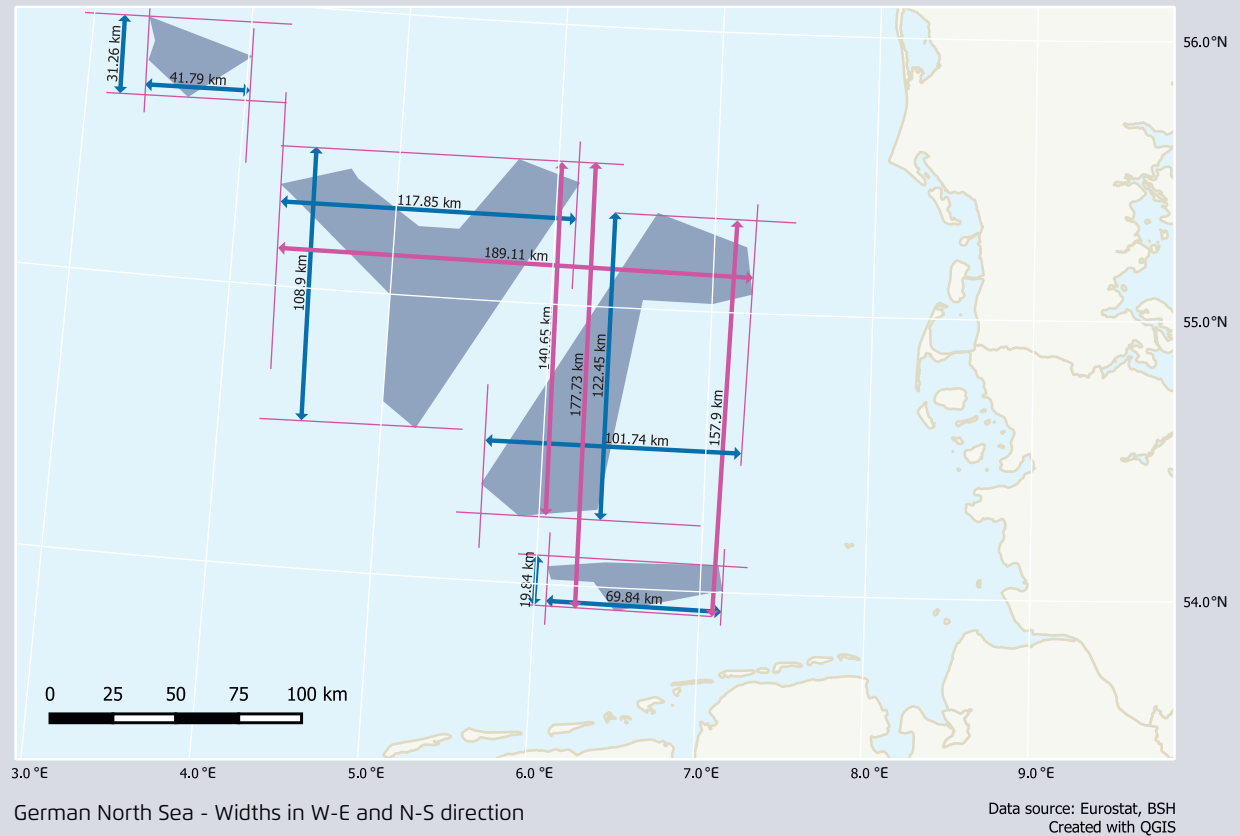 31.26 km
41.79 km
56.0°N
117.85 km
189.11 km
108.9 km
140.65 km
177.73 km
122.45 km
157.9 km
101.74 km
55.0°N
19.84 km
69.84 km
54.0°N
0 25 50 75 100 km
3.0 °E 4.0 °E 5.0 °E 6.0 °E 7.0 °E 8.0 °E 9.0 °E
German North Sea - Widths in W-E and N-S direction
Data source: Eurostat, BSH
Created with QGIS